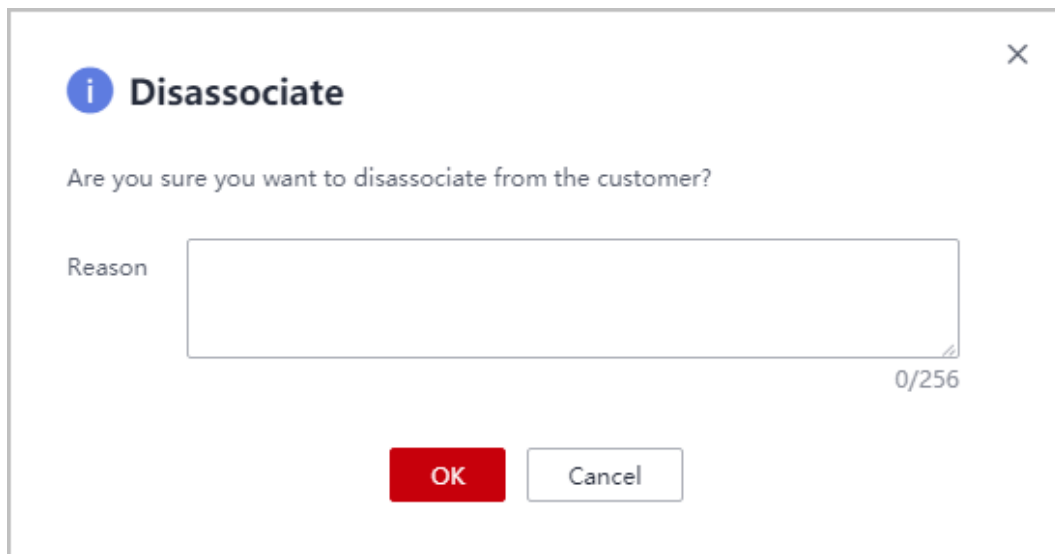 Disassociate
Are you sure you want to disassociate from the customer?
Reason
0/256
OK
Cancel